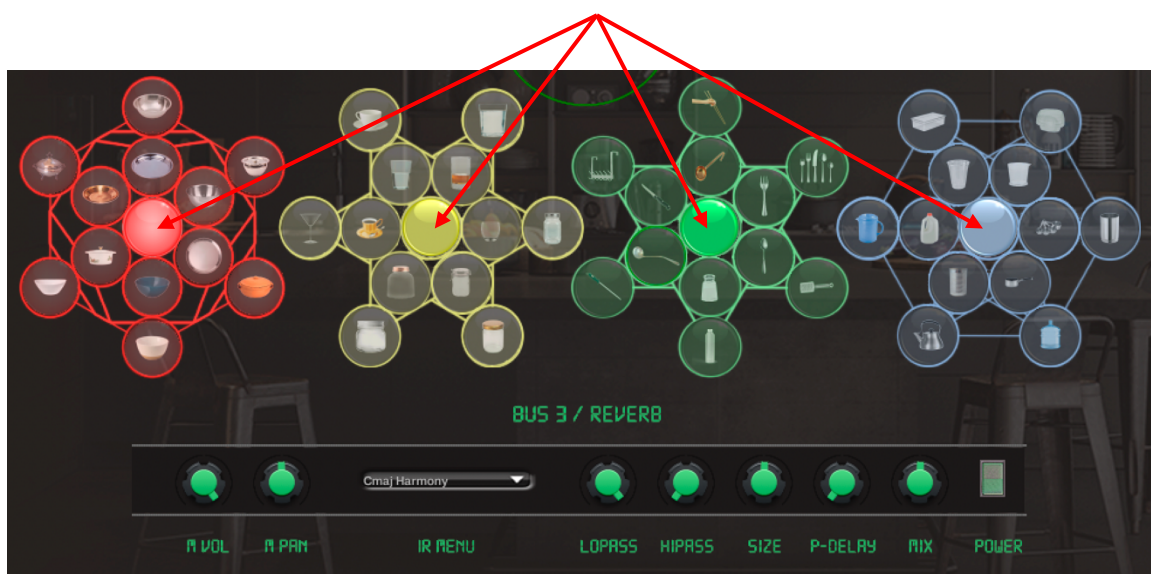 BUS 3 / REVERB
Cmaj Harmony
M VOL M PAN IR MENU LOPASS HIPASS SIZE P-DELAY MIX POWER